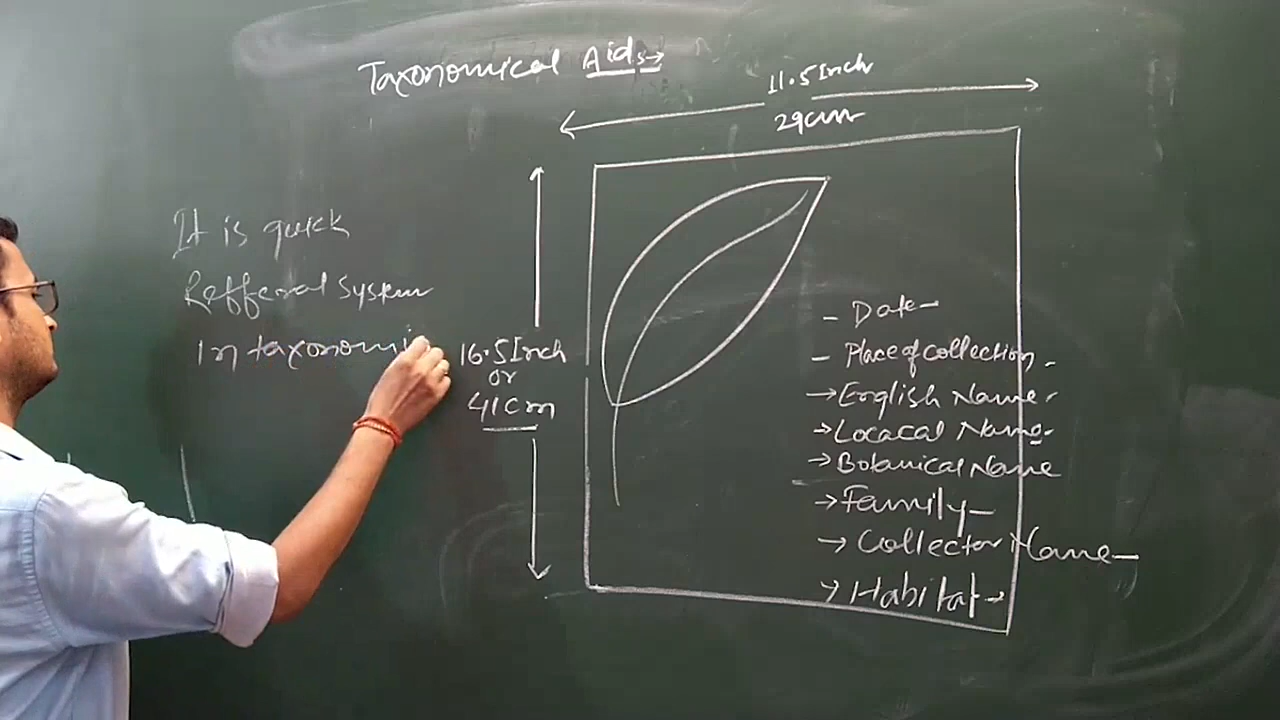 Taxonomical Aids→
11.5 Inch
29cm
It is quick
Refferal System
In taxonomi
16.5 Inch
or
41cm
- Date-
- Place of collection -
→ English Name-
→ Locacal Name-
→ Botanical Name
→ Family-
→ Collector Name-
→ Habitat→